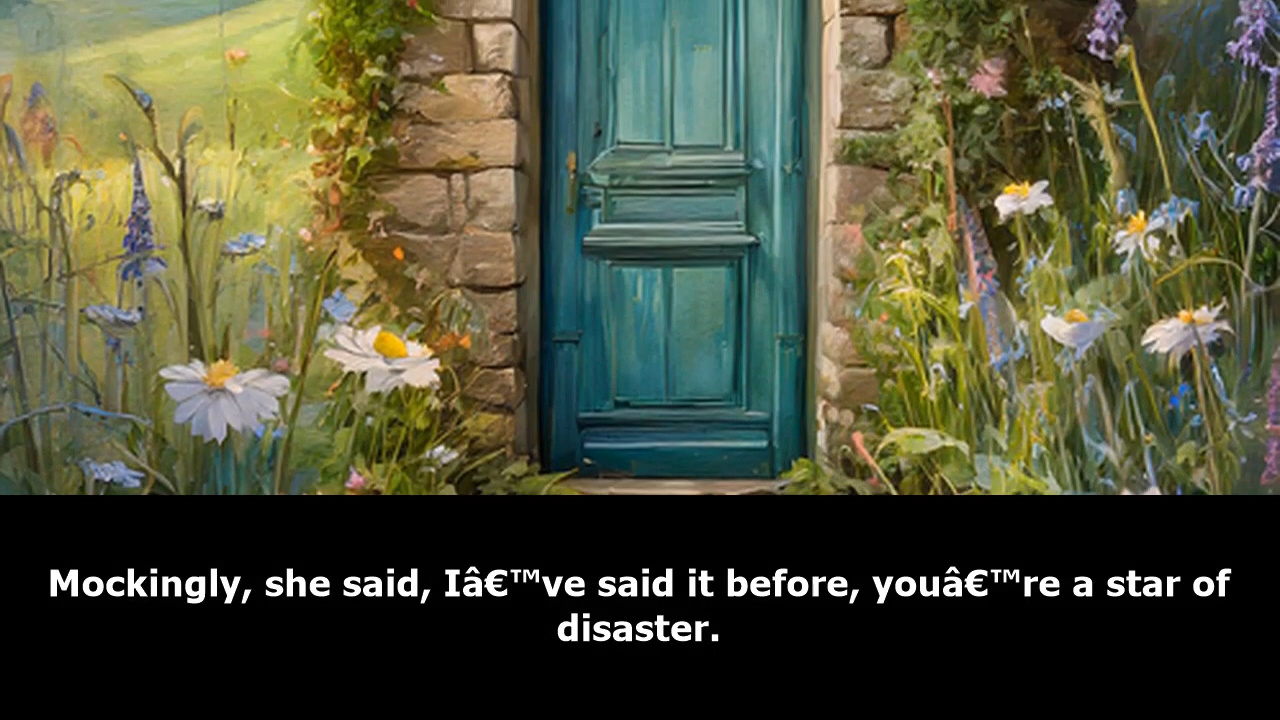 Mockingly, she said, Iâ€™ve said it before, youâ€™re a star of
disaster.